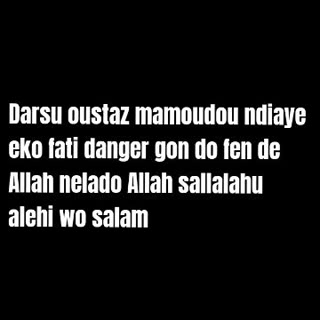 Darsu oustaz mamoudou ndiaye
eko fati danger gon do fen de
Allah nelado Allah sallalahu
alehi wo salam